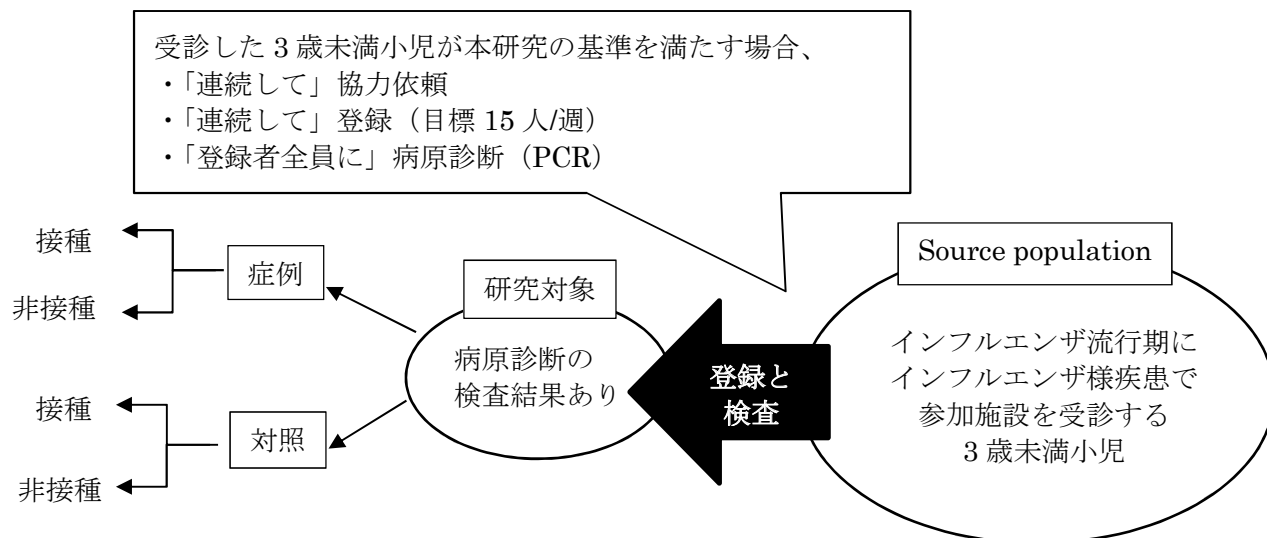 受診した 3 歳未満小児が本研究の基準を満たす場合、
・「連続して」協力依頼
・「連続して」登録（目標 15 人/週）
・「登録者全員に」病原診断（PCR）
接種
非接種
症例
接種
非接種
対照
研究対象
病原診断の
検査結果あり
登録と
検査
Source population
インフルエンザ流行期に
インフルエンザ様疾患で
参加施設を受診する
3 歳未満小児